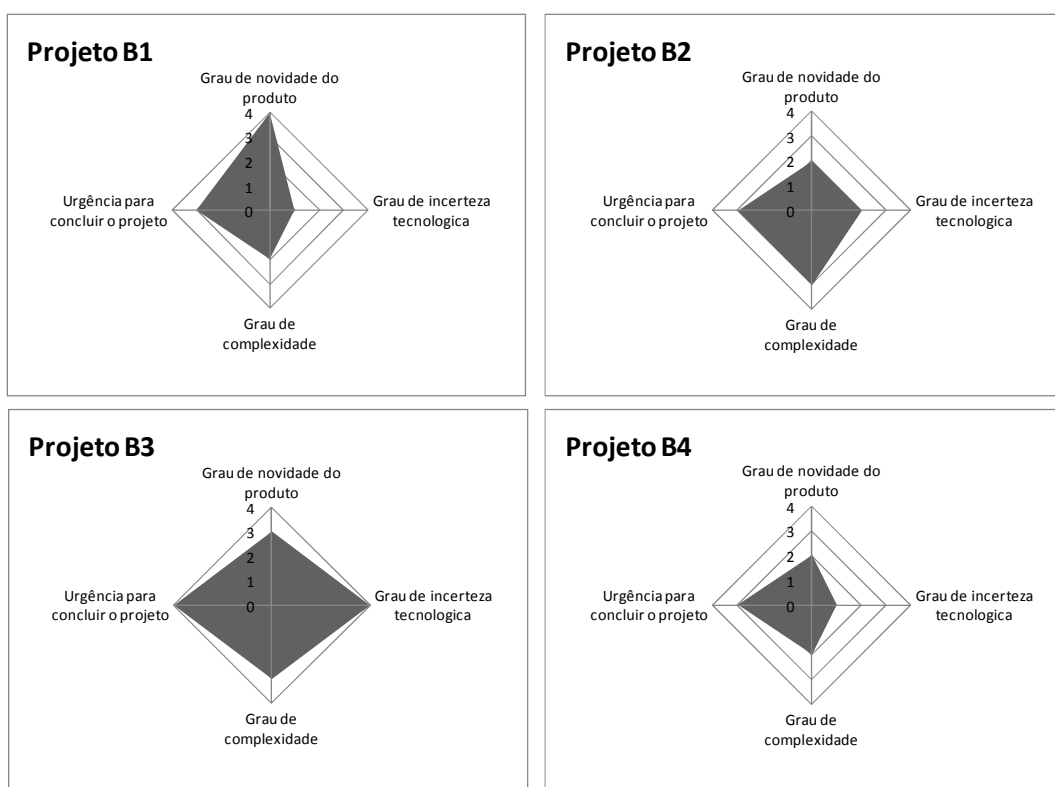 Projeto B1
Grau de novidade do
produto
4
3
2
1
0
Urgência para
concluir o projeto
Grau de incerteza
tecnologica
Grau de
complexidade
Projeto B2
Grau de novidade do
produto
4
3
2
1
0
Urgência para
concluir o projeto
Grau de incerteza
tecnologica
Grau de
complexidade
Projeto B3
Grau de novidade do
produto
4
3
2
1
0
Urgência para
concluir o projeto
Grau de incerteza
tecnologica
Grau de
complexidade
Projeto B4
Grau de novidade do
produto
4
3
2
1
0
Urgência para
concluir o projeto
Grau de incerteza
tecnologica
Grau de
complexidade